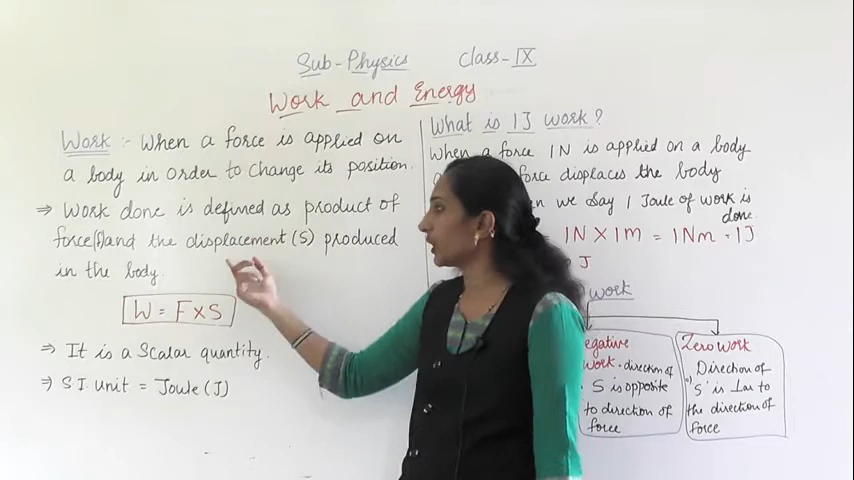 Sub-Physics Class-IX
Work and Energy
Work :- When a force is applied on
a body in order to change its position.
⇒ Work done is defined as product of
force(F) and the displacement (S) produced
in the body.
W = F×S
⇒ It is a Scalar quantity.
⇒ S.I. unit = Joule (J)
What is 1J work?
When a force 1N is applied on a body
force displaces the body
when we say 1 Joule of work is
done.
1N × 1m = 1Nm = 1J
J
work
egative
work - direction of
S is opposite
to direction of
force
Zero work
Direction of
'S' is ⊥ar to
the direction of
force